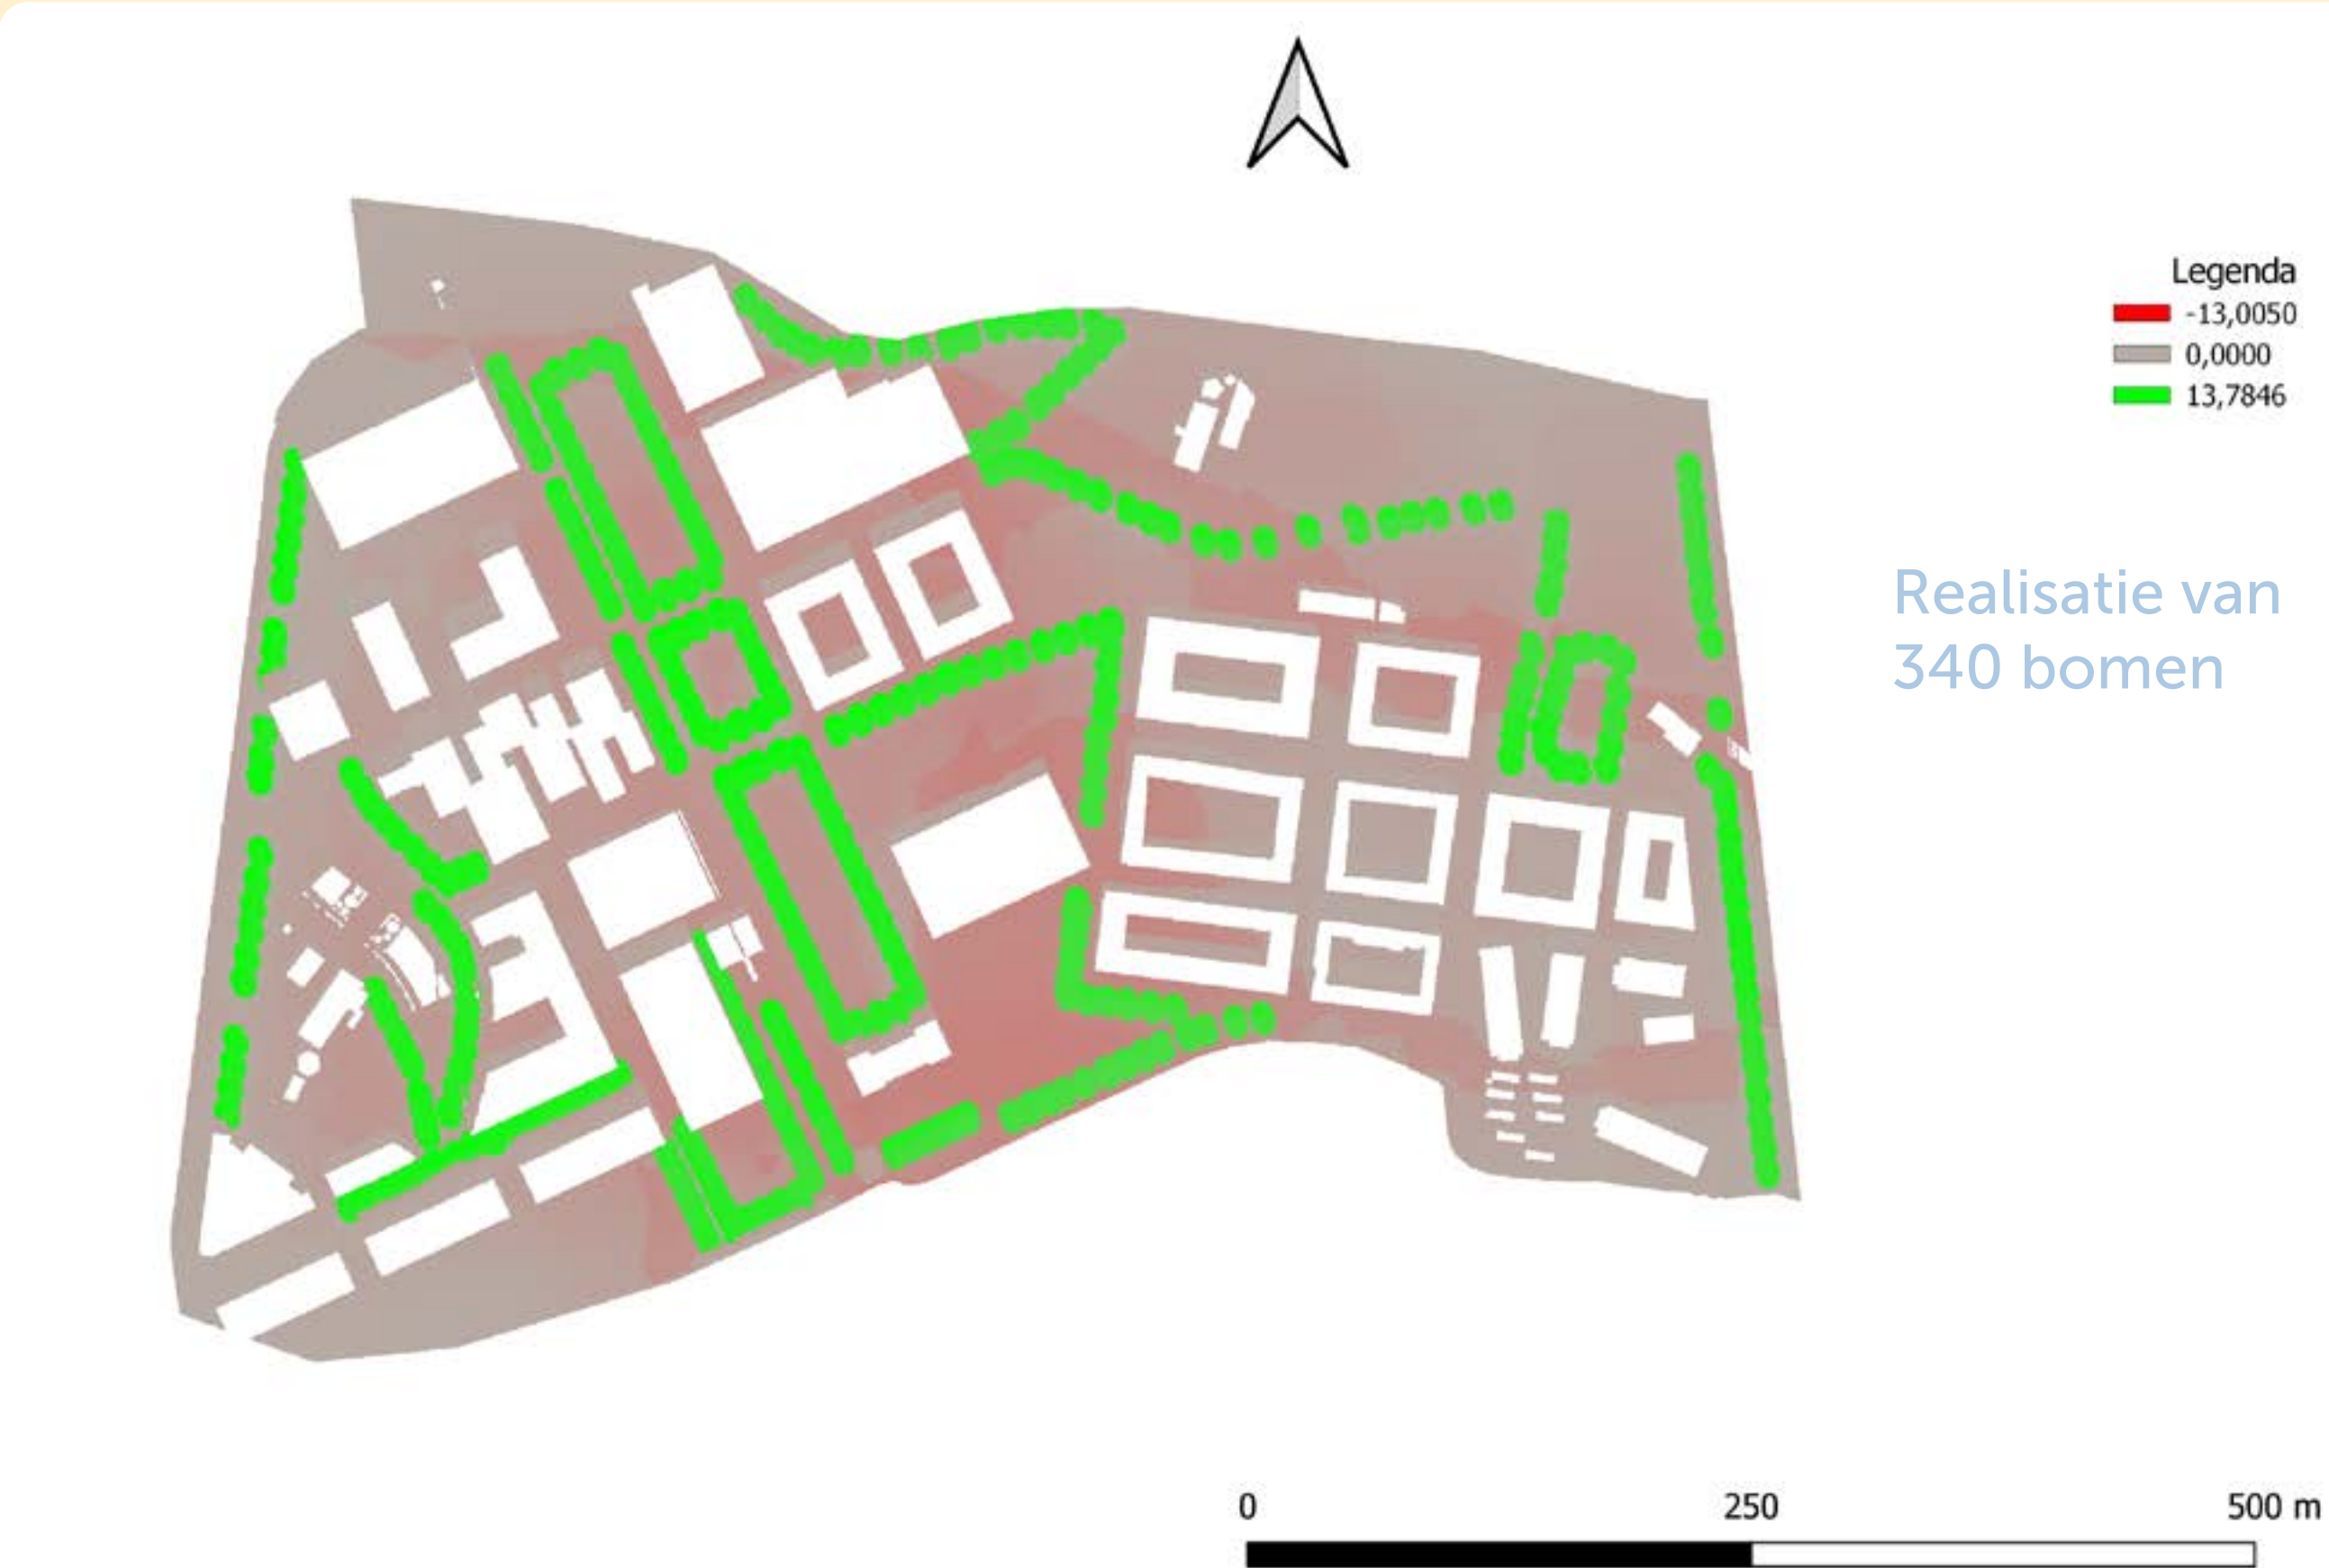 Legenda
-13,0050
0,0000
13,7846
Realisatie van
340 bomen
0 250 500 m